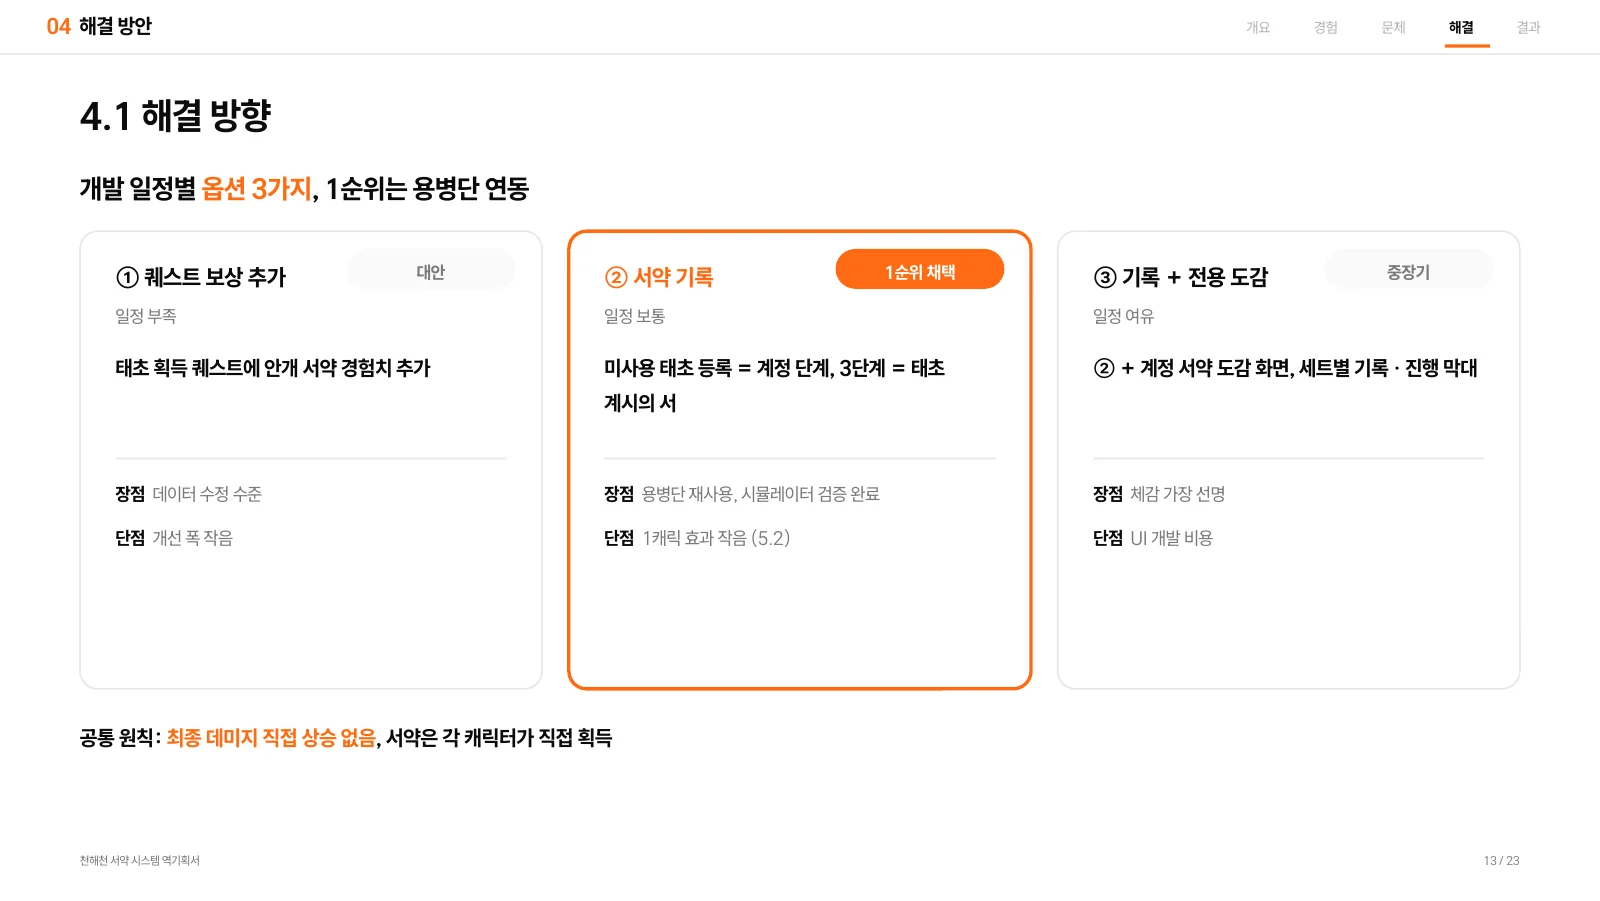 04 해결 방안
개요 경험 문제 해결 결과
4.1 해결 방향
개발 일정별 옵션 3가지, 1순위는 용병단 연동
① 퀘스트 보상 추가
대안
일정 부족
태초 획득 퀘스트에 안개 서약 경험치 추가
장점 데이터 수정 수준
단점 개선 폭 작음
② 서약 기록
1순위 채택
일정 보통
미사용 태초 등록 = 계정 단계, 3단계 = 태초
계시의 서
장점 용병단 재사용, 시뮬레이터 검증 완료
단점 1캐릭 효과 작음 (5.2)
③ 기록 + 전용 도감
중장기
일정 여유
② + 계정 서약 도감 화면, 세트별 기록 · 진행 막대
장점 체감 가장 선명
단점 UI 개발 비용
공통 원칙: 최종 데미지 직접 상승 없음, 서약은 각 캐릭터가 직접 획득
천해천 서약 시스템 역기획서
13 / 23